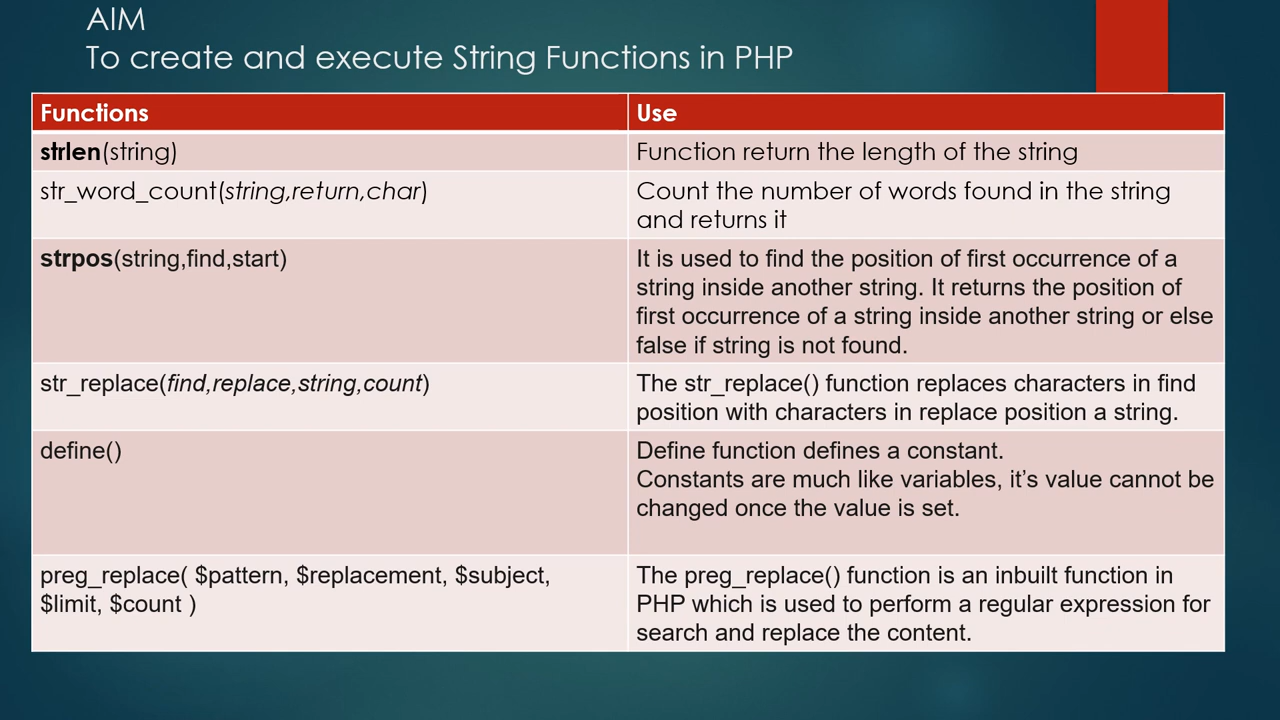 AIM
To create and execute String Functions in PHP
Functions
Use
strlen(string)
Function return the length of the string
str_word_count(string,return,char)
Count the number of words found in the string
and returns it
strpos(string,find,start)
It is used to find the position of first occurrence of a
string inside another string. It returns the position of
first occurrence of a string inside another string or else
false if string is not found.
str_replace(find,replace,string,count)
The str_replace() function replaces characters in find
position with characters in replace position a string.
define()
Define function defines a constant.
Constants are much like variables, it’s value cannot be
changed once the value is set.
preg_replace( $pattern, $replacement, $subject,
$limit, $count )
The preg_replace() function is an inbuilt function in
PHP which is used to perform a regular expression for
search and replace the content.